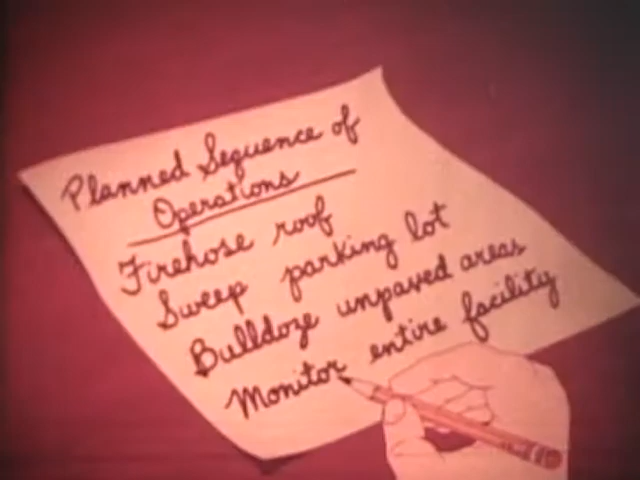 Planned Sequence of
Operations
Firehose roof
Sweep parking lot
Bulldoze unpaved areas
Monitor entire facility